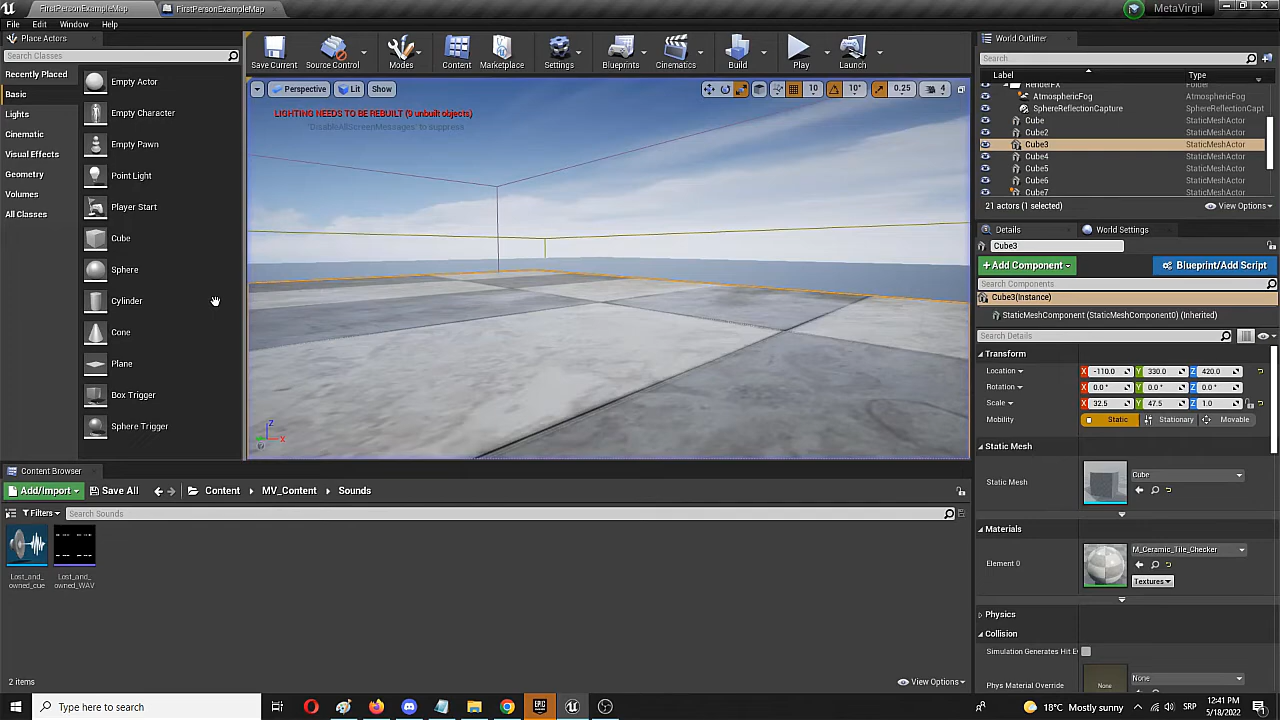 FirstPersonExampleMap
FirstPersonExampleMap
MetaVirgil
File
Edit
Window
Help
Place Actors
Search Classes
Recently Placed
Basic
Lights
Cinematic
Visual Effects
Geometry
Volumes
All Classes
Empty Actor
Empty Character
Empty Pawn
Point Light
Player Start
Cube
Sphere
Cylinder
Cone
Plane
Box Trigger
Sphere Trigger
Save Current
Source Control
Modes
Content
Marketplace
Settings
Blueprints
Cinematics
Build
Play
Launch
Perspective
Lit
Show
10
10°
0.25
4
LIGHTING NEEDS TO BE REBUILT (9 unbuilt objects)
'DisableAllScreenMessages' to suppress
Z
X
World Outliner
Search...
Label
Type
RenderFX
Folder
AtmosphericFog
AtmosphericFog
SphereReflectionCapture
SphereReflectionCapt
Cube
StaticMeshActor
Cube2
StaticMeshActor
Cube3
StaticMeshActor
Cube4
StaticMeshActor
Cube5
StaticMeshActor
Cube6
StaticMeshActor
Cube7
StaticMeshActor
21 actors (1 selected)
View Options
Details
World Settings
Cube3
+Add Component
Blueprint/Add Script
Search Components
Cube3(Instance)
StaticMeshComponent (StaticMeshComponent0) (Inherited)
Search Details
Transform
Location
X -110.0
Y 330.0
Z 420.0
Rotation
X 0.0 °
Y 0.0 °
Z 0.0 °
Scale
X 32.5
Y 47.5
Z 1.0
Mobility
Static
Stationary
Movable
Static Mesh
Static Mesh
Cube
Materials
Element 0
M_Ceramic_Tile_Checker
Textures
Physics
Collision
Simulation Generates Hit E
Phys Material Override
None
None
Content Browser
Add/Import
Save All
Content
MV_Content
Sounds
Filters
Search Sounds
Lost_and_
owned_cue
Lost_and_
owned_WAV
2 items
View Options
Type here to search
EPIC
18°C Mostly sunny
SRP
12:41 PM
5/18/2022